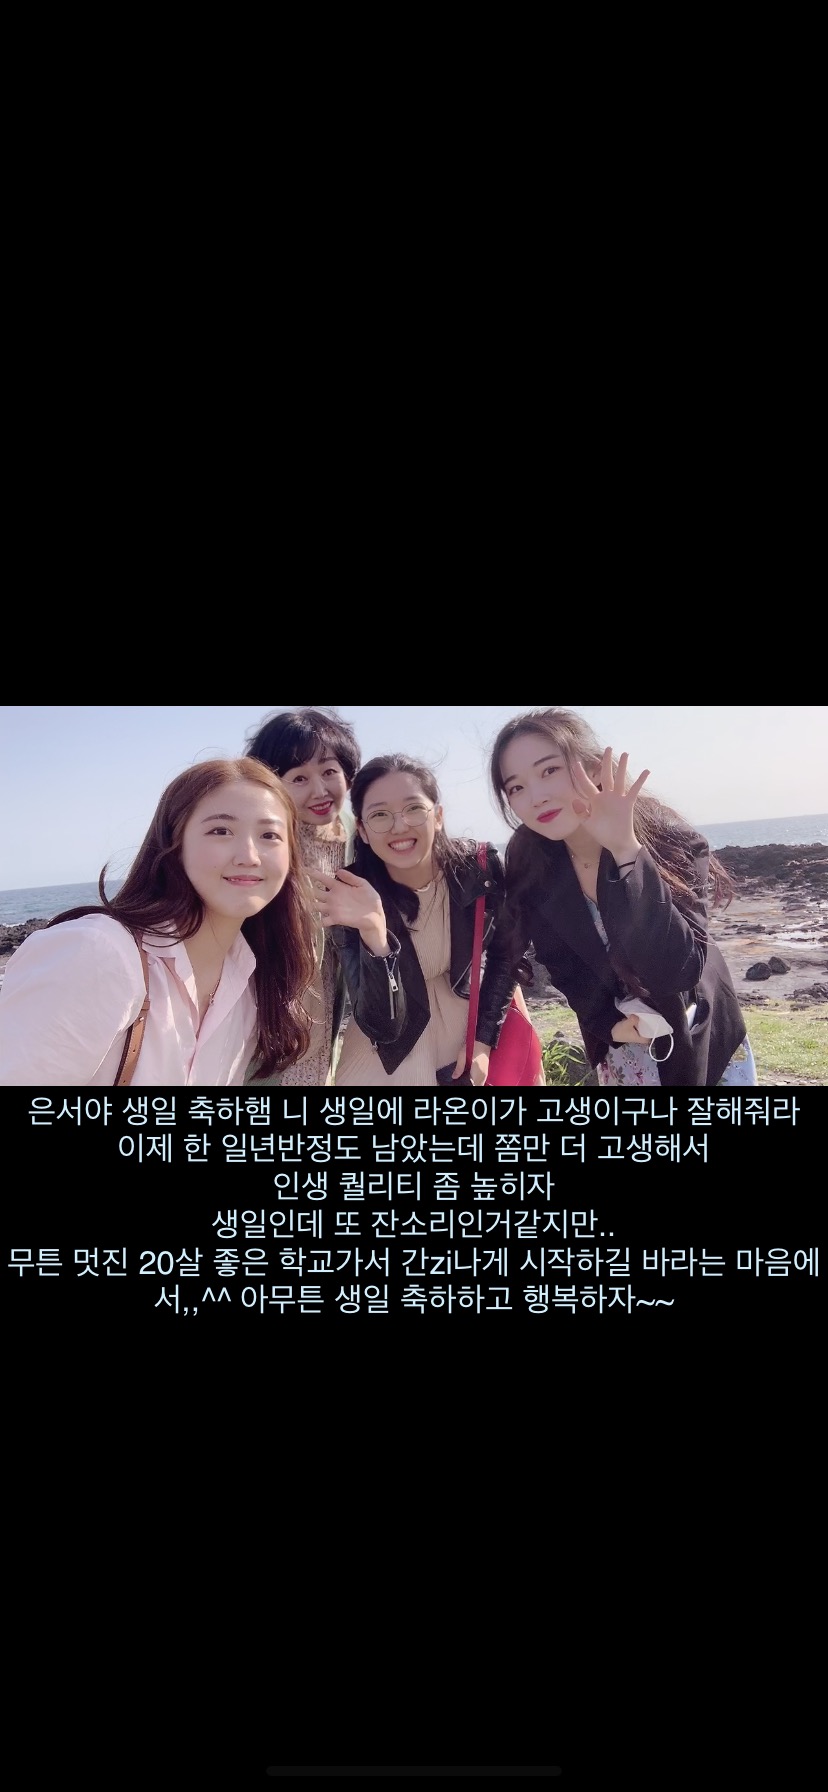 은서야 생일 축하햄 니 생일에 라온이가 고생이구나 잘해줘라
이제 한 일년반정도 남았는데 쫌만 더 고생해서
인생 퀄리티 좀 높히자
생일인데 또 잔소리인거같지만..
무튼 멋진 20살 좋은 학교가서 간zi나게 시작하길 바라는 마음에
서,,^^ 아무튼 생일 축하하고 행복하자~~